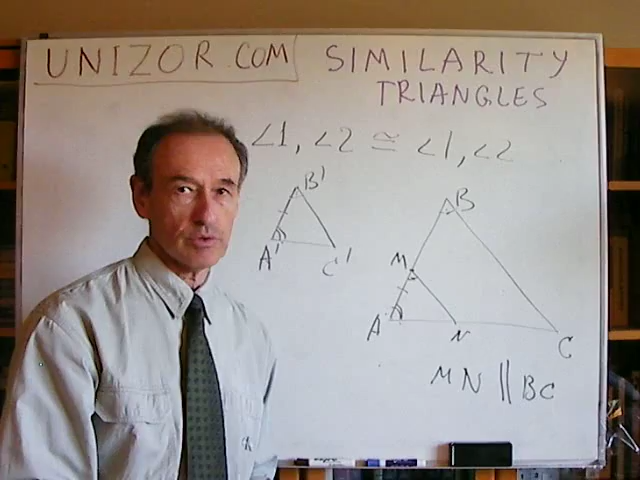 UNIZOR.COM
SIMILARITY
TRIANGLES
∠1, ∠2 ≅ ∠1, ∠2
B'
A'
C'
B
M
A
N
C
MN || BC